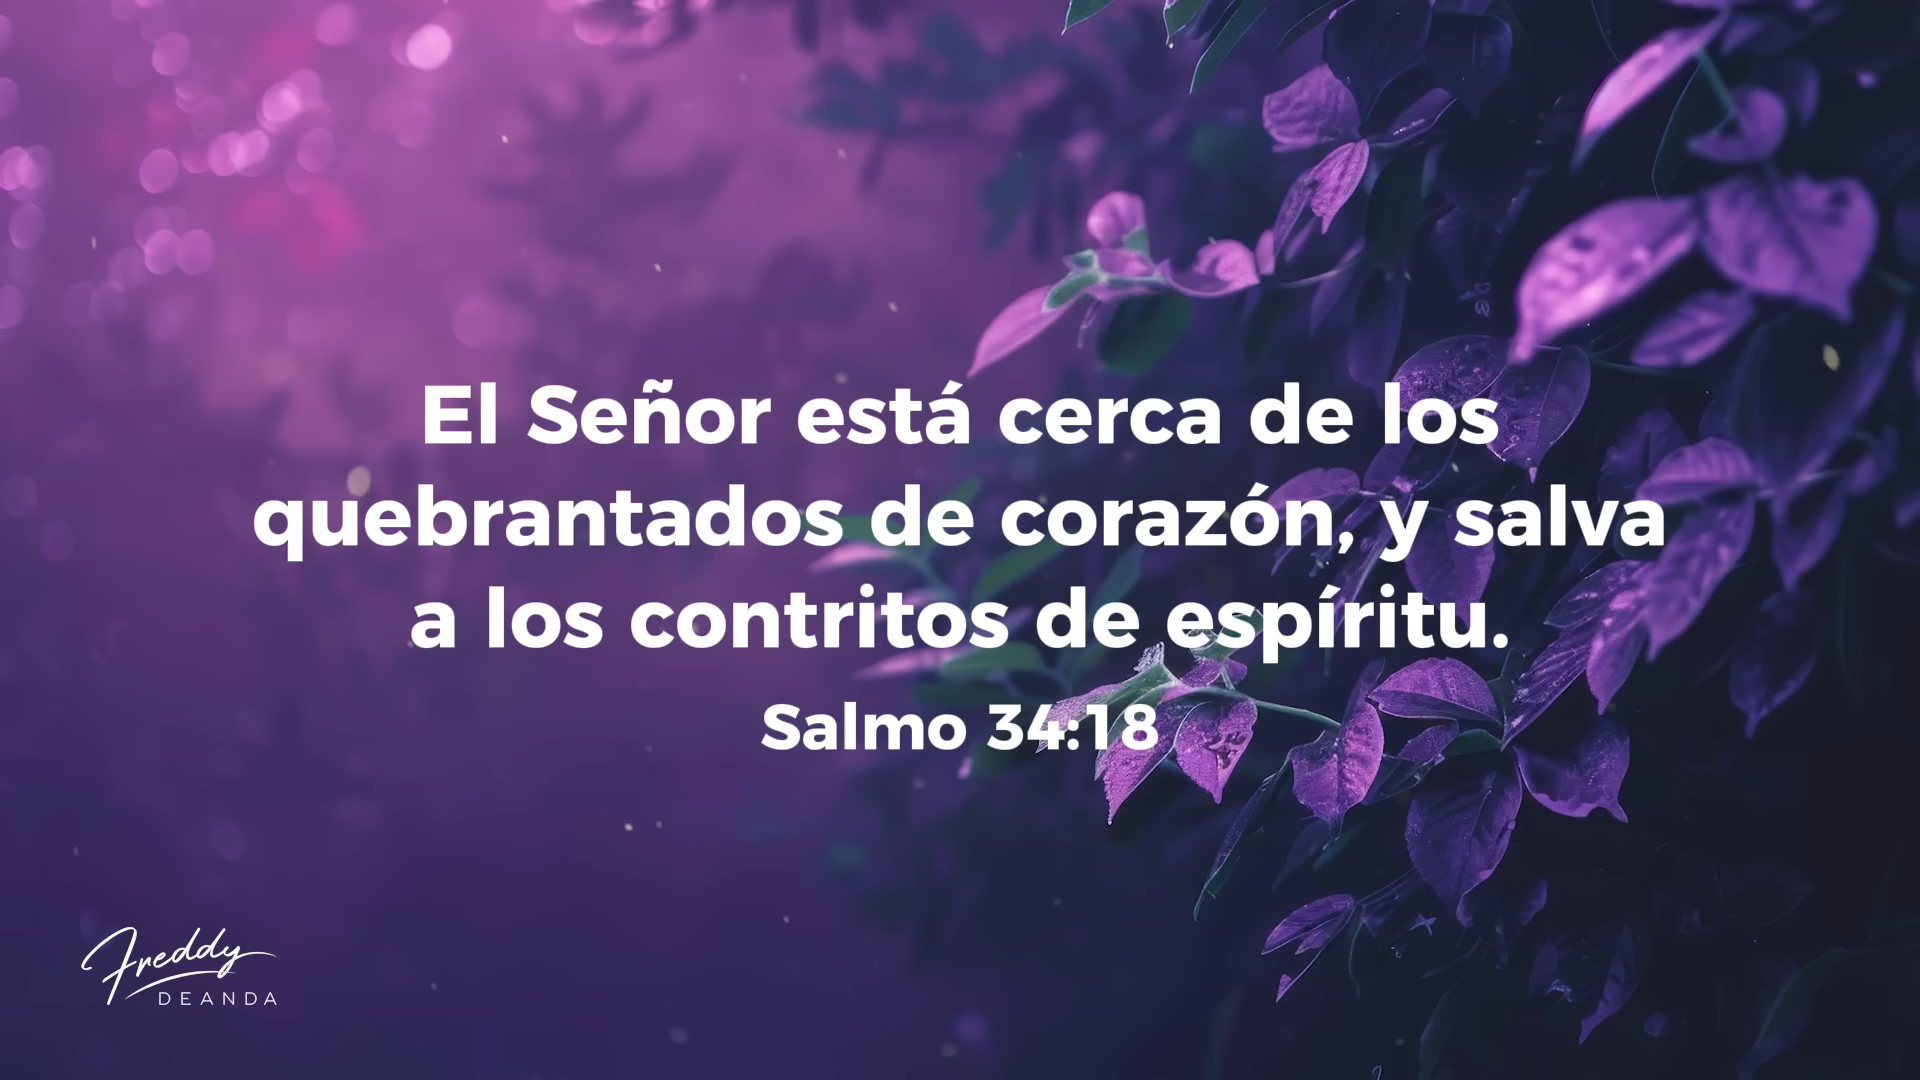 El Señor está cerca de los
quebrantados de corazón, y salva
a los contritos de espíritu.
Salmo 34:18
Freddy
DEANDA